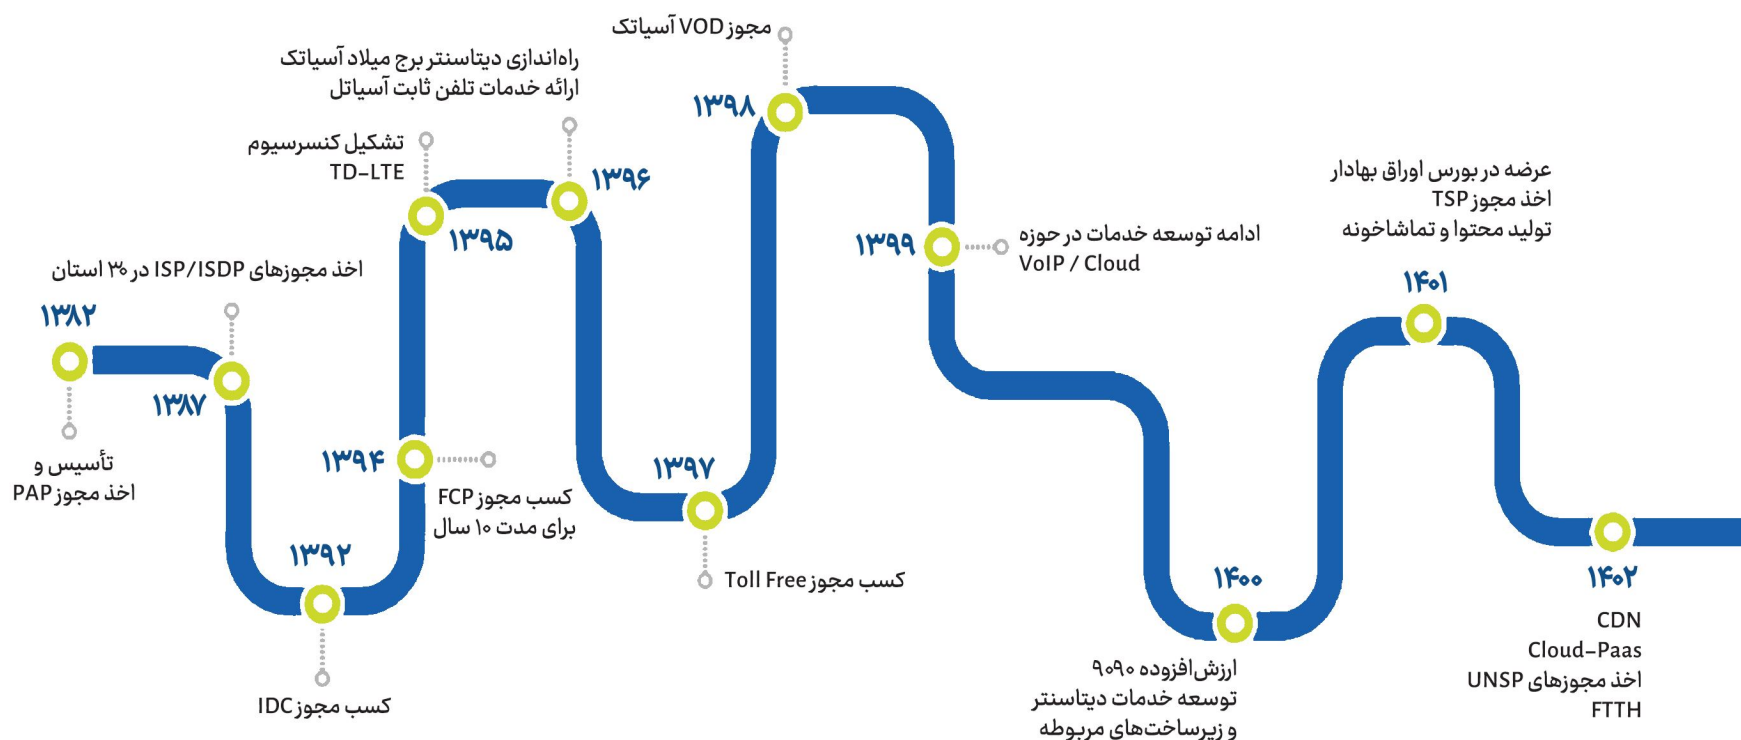 ۱۳۸۲
تأسیس و
اخذ مجوز PAP
اخذ مجوزهای ISP/ISDP در ۳۰ استان
۱۳۸۷
۱۳۹۲
کسب مجوز IDC
۱۳۹۴
کسب مجوز FCP
برای مدت ۱۰ سال
تشکیل کنسرسیوم
TD-LTE
۱۳۹۵
راه‌اندازی دیتاسنتر برج میلاد آسیاتک
ارائه خدمات تلفن ثابت آسیاتل
۱۳۹۶
۱۳۹۷
کسب مجوز Toll Free
مجوز VOD آسیاتک
۱۳۹۸
۱۳۹۹
ادامه توسعه خدمات در حوزه
VoIP / Cloud
۱۴۰۰
ارزش‌افزوده ۹۰۹۰
توسعه خدمات دیتاسنتر
و زیرساخت‌های مربوطه
عرضه در بورس اوراق بهادار
اخذ مجوز TSP
تولید محتوا و تماشاخونه
۱۴۰۱
۱۴۰۲
CDN
Cloud-Paas
اخذ مجوزهای UNSP
FTTH